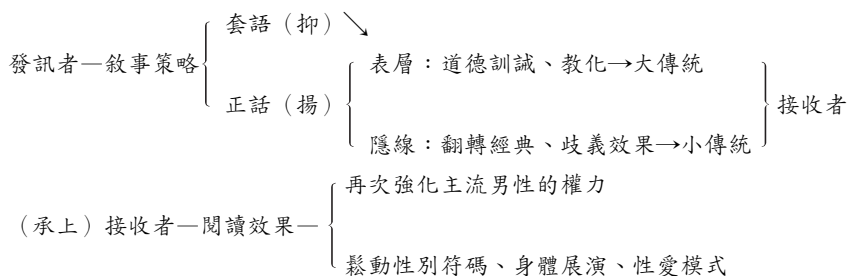 套語（抑）↘
發訊者—敘事策略
表層：道德訓誡、教化→大傳統
正話（揚）
接收者
隱線：翻轉經典、歧義效果→小傳統
再次強化主流男性的權力
（承上）接收者—閱讀效果—
鬆動性別符碼、身體展演、性愛模式